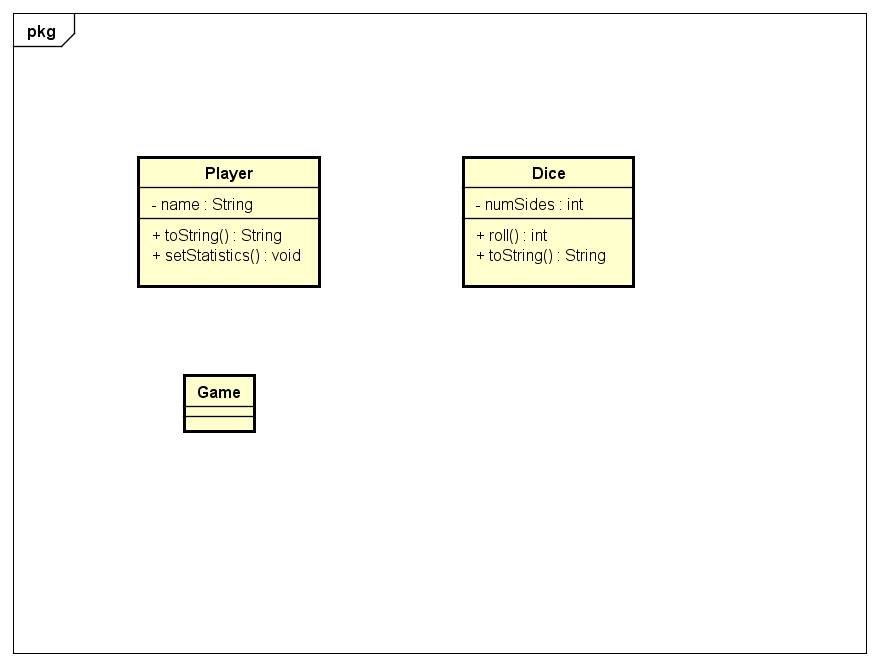 pkg
Player
- name : String
+ toString() : String
+ setStatistics() : void
Dice
- numSides : int
+ roll() : int
+ toString() : String
Game